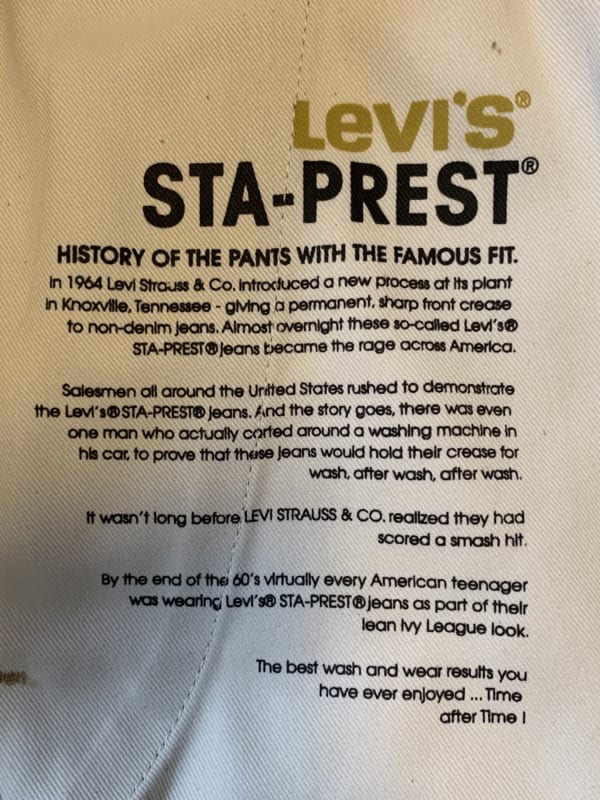 Levi's®
STA-PREST®
HISTORY OF THE PANTS WITH THE FAMOUS FIT.
In 1964 Levi Strauss & Co. introduced a new process at its plant
in Knoxville, Tennessee - giving a permanent, sharp front crease
to non-denim jeans. Almost overnight these so-called Levi's®
STA-PREST® jeans became the rage across America.
Salesmen all around the United States rushed to demonstrate
the Levi's® STA-PREST® jeans. And the story goes, there was even
one man who actually carted around a washing machine in
his car, to prove that these jeans would hold their crease for
wash, after wash, after wash.
It wasn't long before LEVI STRAUSS & CO. realized they had
scored a smash hit.
By the end of the 60's virtually every American teenager
was wearing Levi's® STA-PREST® jeans as part of their
lean Ivy League look.
The best wash and wear results you
have ever enjoyed ... Time
after Time !